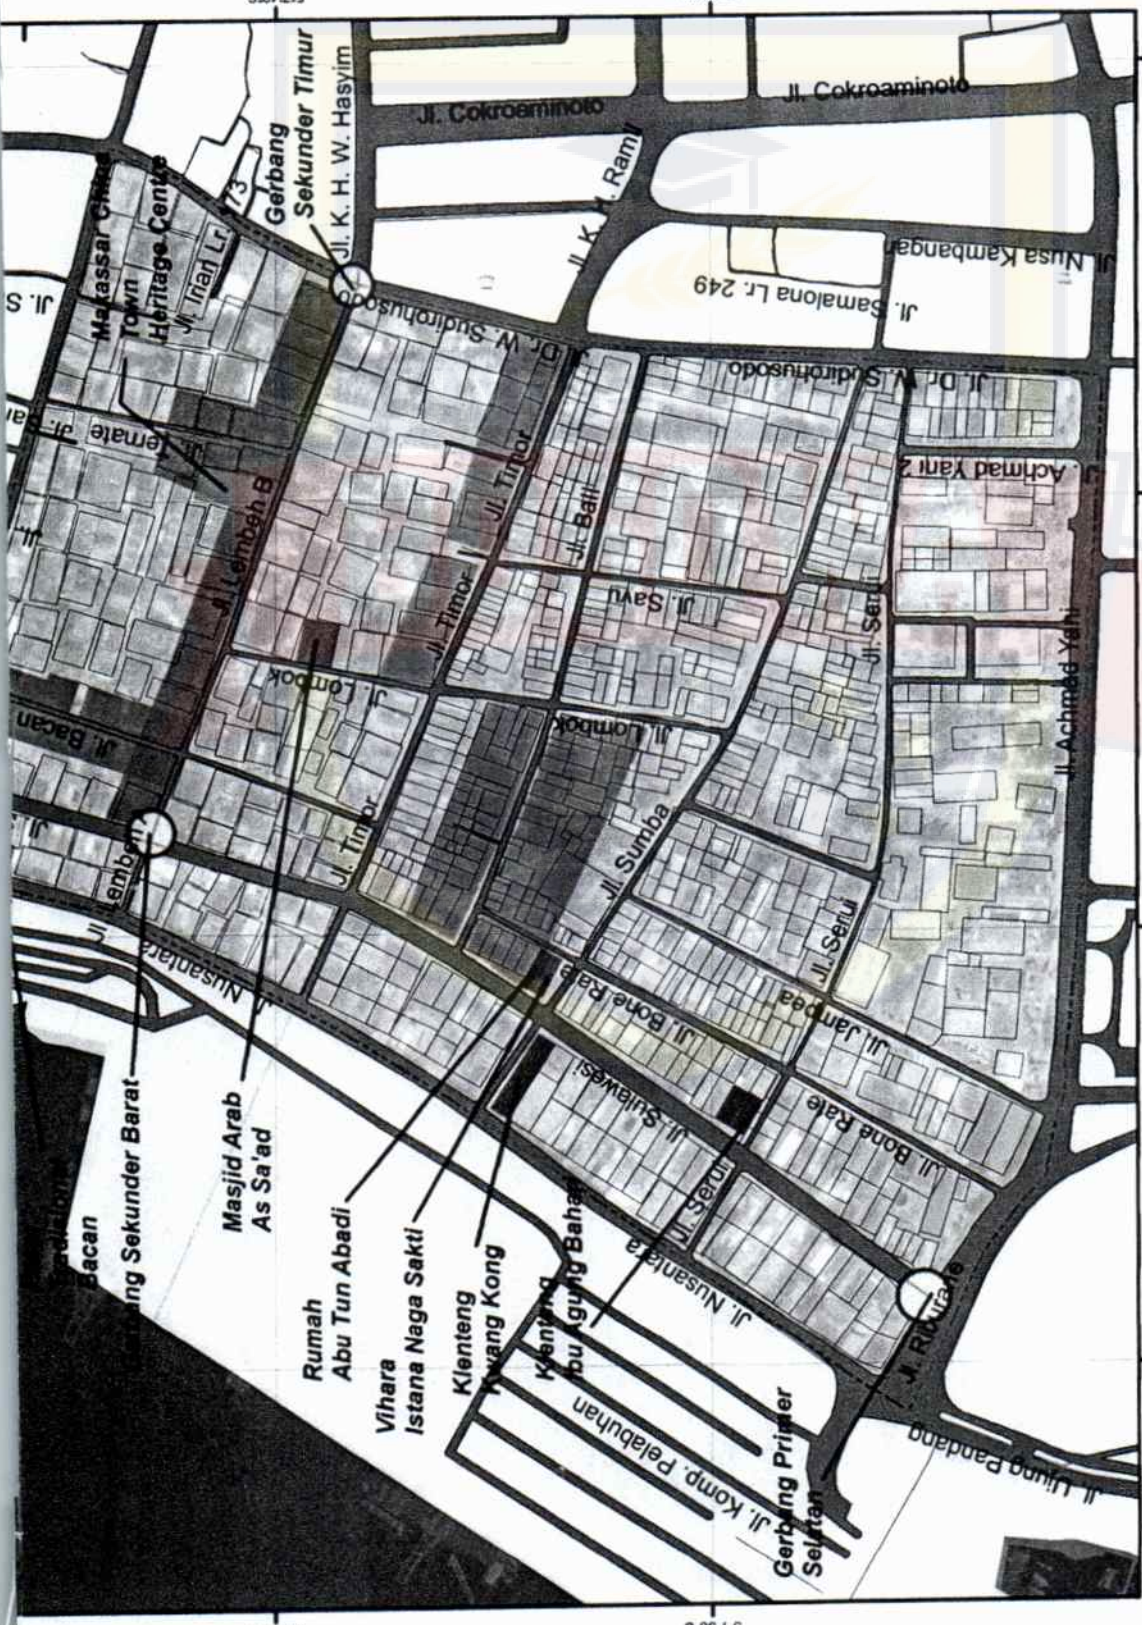 Makassar China
Town
Heritage Centre
Gerbang
Sekunder Timur
Jl. K. H. W. Hasyim
Jl. Cokroaminoto
Jl. Cokroaminoto
Jl. K. H. Ramli
Jl. Nusa Kambangan
Jl. Samalona Lr. 249
Jl. Irian Lr. 173
Jl. Dr. W. Sudirohusodo
Jl. Dr. W. Sudirohusodo
Jl. Ternate
Jl. Lembeh B
Jl. Timor
Jl. Timor
Jl. Timor
Jl. Bali
Jl. Savu
Jl. Serui
Jl. Achmad Yani 2
Jl. Achmad Yani
Jl. Lombok
Jl. Lombok
Jl. Bacan
Jl. Sumba
Jl. Serui
Jl. Serui
Jl. Jampea
Jl. Bone Rate
Jl. Bone Rate
Jl. Sulawesi
Jl. Nusantara
Jl. Nusantara
Jl. Riburane
Jl. Ujung Pandang
Jl. Komp. Pelabuhan
Bacan
Sekunder Barat
Masjid Arab
As Sa'ad
Rumah
Abu Tun Abadi
Vihara
Istana Naga Sakti
Klenteng
Kwang Kong
Klenteng
Ibu Agung Bahari
Gerbang Primer
Selatan